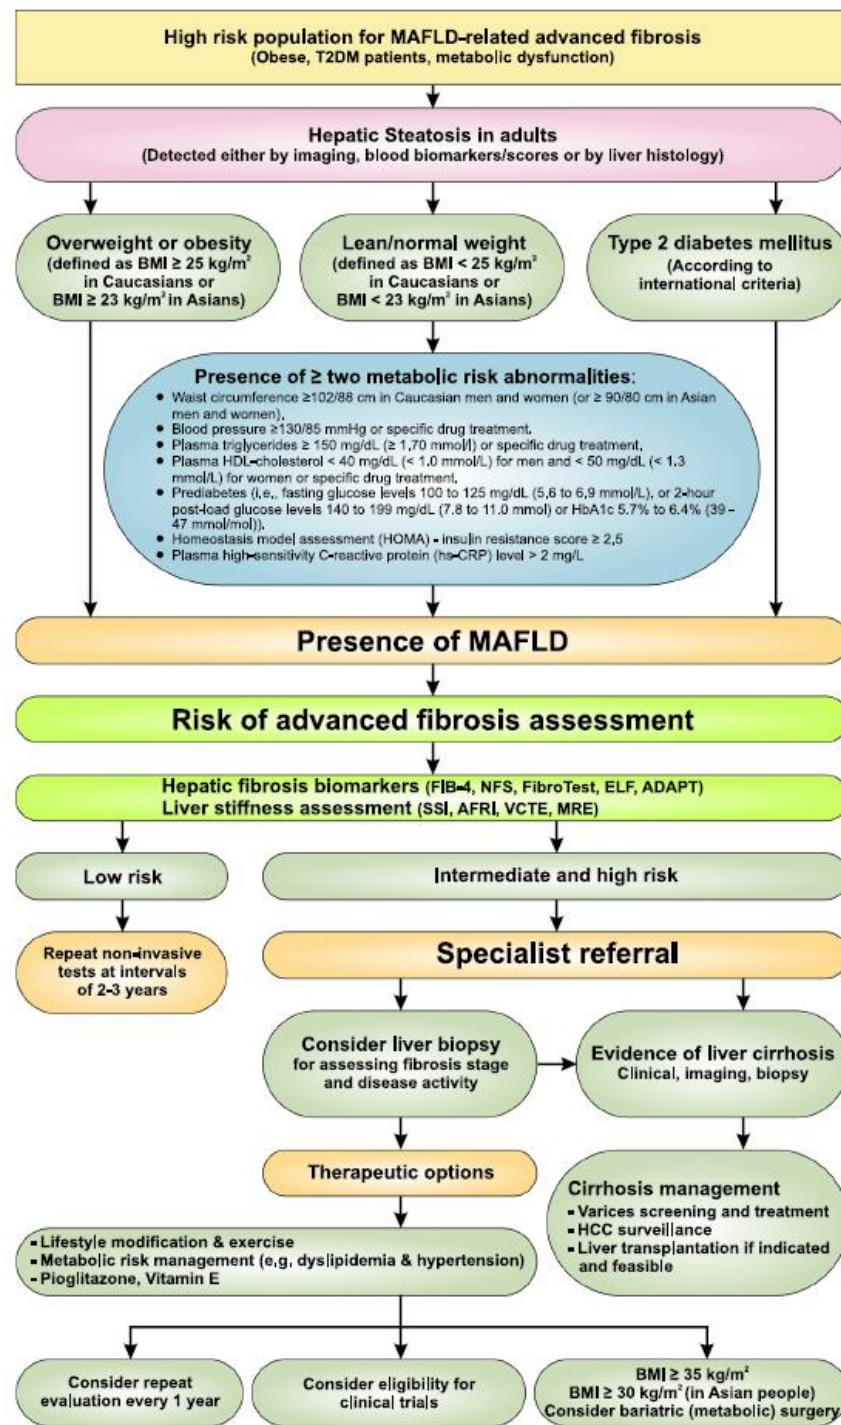 High risk population for MAFLD-related advanced fibrosis
(Obese, T2DM patients, metabolic dysfunction)
Hepatic Steatosis in adults
(Detected either by imaging, blood biomarkers/scores or by liver histology)
Overweight or obesity
(defined as BMI ≥ 25 kg/m²
in Caucasians or
BMI ≥ 23 kg/m² in Asians)
Lean/normal weight
(defined as BMI < 25 kg/m²
in Caucasians or
BMI < 23 kg/m² in Asians)
Type 2 diabetes mellitus
(According to
international criteria)
Presence of ≥ two metabolic risk abnormalities:
● Waist circumference ≥102/88 cm in Caucasian men and women (or ≥ 90/80 cm in Asian
men and women),
● Blood pressure ≥130/85 mmHg or specific drug treatment.
● Plasma triglycerides ≥ 150 mg/dL (≥ 1,70 mmol/l) or specific drug treatment,
● Plasma HDL-cholesterol < 40 mg/dL (< 1.0 mmol/L) for men and < 50 mg/dL (< 1.3
mmol/L) for women or specific drug treatment.
● Prediabetes (i,e,, fasting glucose levels 100 to 125 mg/dL (5,6 to 6,9 mmol/L), or 2-hour
post-load glucose levels 140 to 199 mg/dL (7.8 to 11.0 mmol) or HbA1c 5.7% to 6.4% (39 –
47 mmol/mol)).
● Homeostasis model assessment (HOMA) - insulin resistance score ≥ 2,5
● Plasma high-sensitivity C-reactive protein (hs-CRP) level > 2 mg/L
Presence of MAFLD
Risk of advanced fibrosis assessment
Hepatic fibrosis biomarkers (FIB-4, NFS, FibroTest, ELF, ADAPT)
Liver stiffness assessment (SSI, AFRI, VCTE, MRE)
Low risk
Intermediate and high risk
Repeat non-invasive
tests at intervals
of 2-3 years
Specialist referral
Consider liver biopsy
for assessing fibrosis stage
and disease activity
Evidence of liver cirrhosis
Clinical, imaging, biopsy
Therapeutic options
Cirrhosis management
- Varices screening and treatment
- HCC surveillance
- Liver transplantation if indicated
and feasible
- Lifestyle modification & exercise
- Metabolic risk management (e,g, dyslipidemia & hypertension)
- Pioglitazone, Vitamin E
Consider repeat
evaluation every 1 year
Consider eligibility for
clinical trials
BMI ≥ 35 kg/m²
BMI ≥ 30 kg/m² (in Asian people)
Consider bariatric (metabolic) surgery.